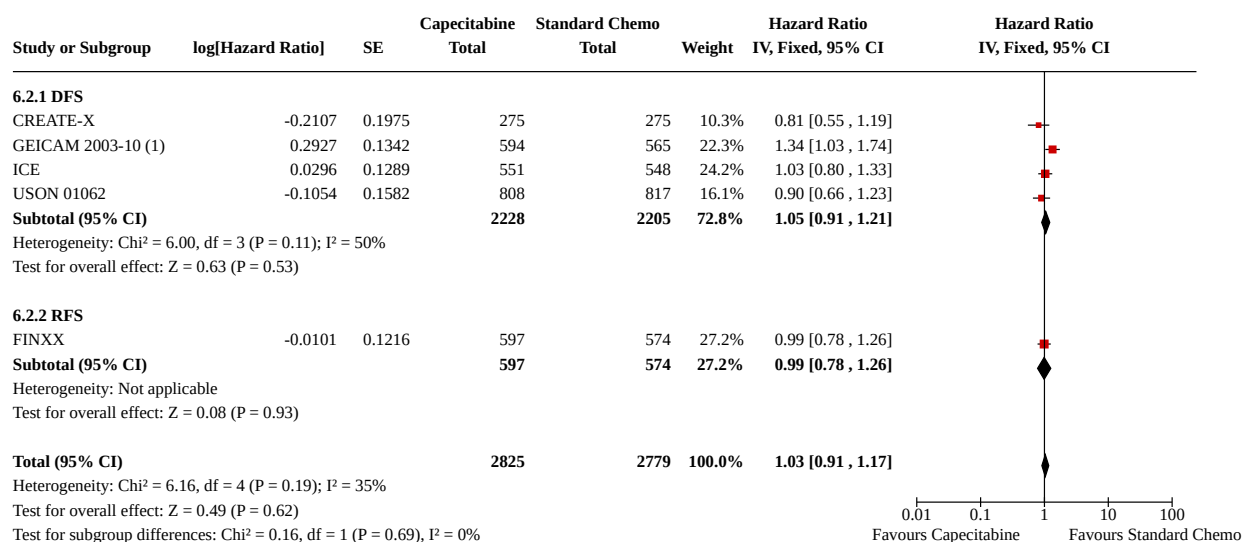 Capecitabine Standard Chemo Hazard Ratio Hazard Ratio
Study or Subgroup log[Hazard Ratio] SE Total Total Weight IV, Fixed, 95% CI IV, Fixed, 95% CI
6.2.1 DFS
CREATE-X -0.2107 0.1975 275 275 10.3% 0.81 [0.55 , 1.19]
GEICAM 2003-10 (1) 0.2927 0.1342 594 565 22.3% 1.34 [1.03 , 1.74]
ICE 0.0296 0.1289 551 548 24.2% 1.03 [0.80 , 1.33]
USON 01062 -0.1054 0.1582 808 817 16.1% 0.90 [0.66 , 1.23]
Subtotal (95% CI) 2228 2205 72.8% 1.05 [0.91 , 1.21]
Heterogeneity: Chi² = 6.00, df = 3 (P = 0.11); I² = 50%
Test for overall effect: Z = 0.63 (P = 0.53)
6.2.2 RFS
FINXX -0.0101 0.1216 597 574 27.2% 0.99 [0.78 , 1.26]
Subtotal (95% CI) 597 574 27.2% 0.99 [0.78 , 1.26]
Heterogeneity: Not applicable
Test for overall effect: Z = 0.08 (P = 0.93)
Total (95% CI) 2825 2779 100.0% 1.03 [0.91 , 1.17]
Heterogeneity: Chi² = 6.16, df = 4 (P = 0.19); I² = 35%
Test for overall effect: Z = 0.49 (P = 0.62)
0.01 0.1 1 10 100
Test for subgroup differences: Chi² = 0.16, df = 1 (P = 0.69), I² = 0%
Favours Capecitabine Favours Standard Chemo